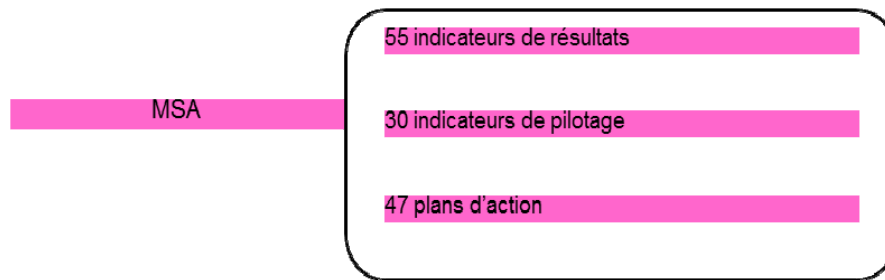 55 indicateurs de résultats
MSA
30 indicateurs de pilotage
47 plans d’action